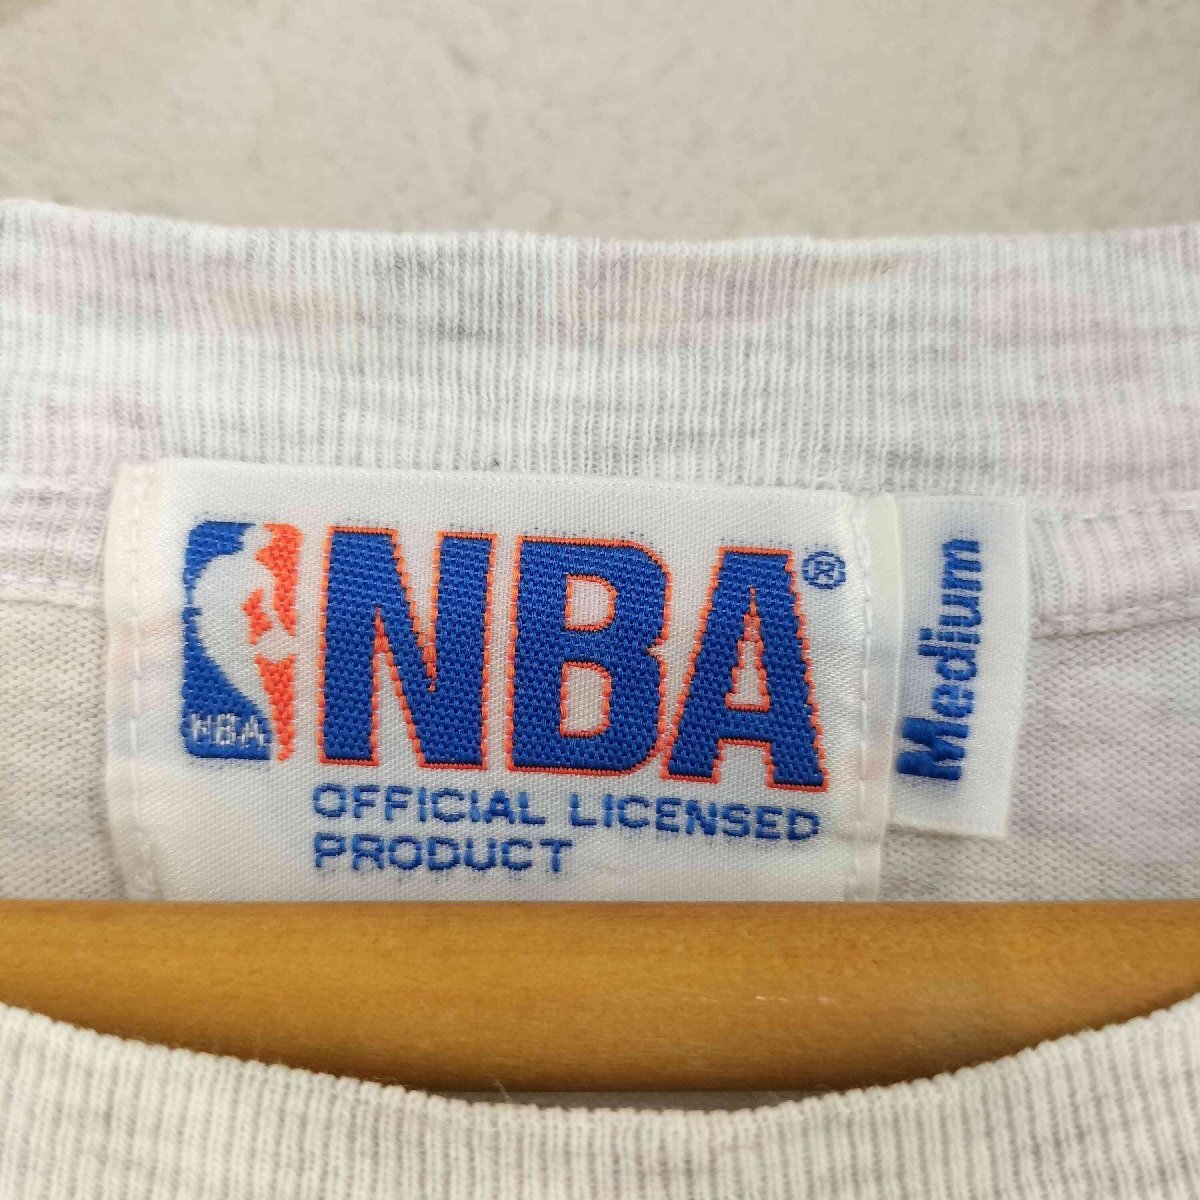 NBA
NBA®
OFFICIAL LICENSED
PRODUCT
Medium